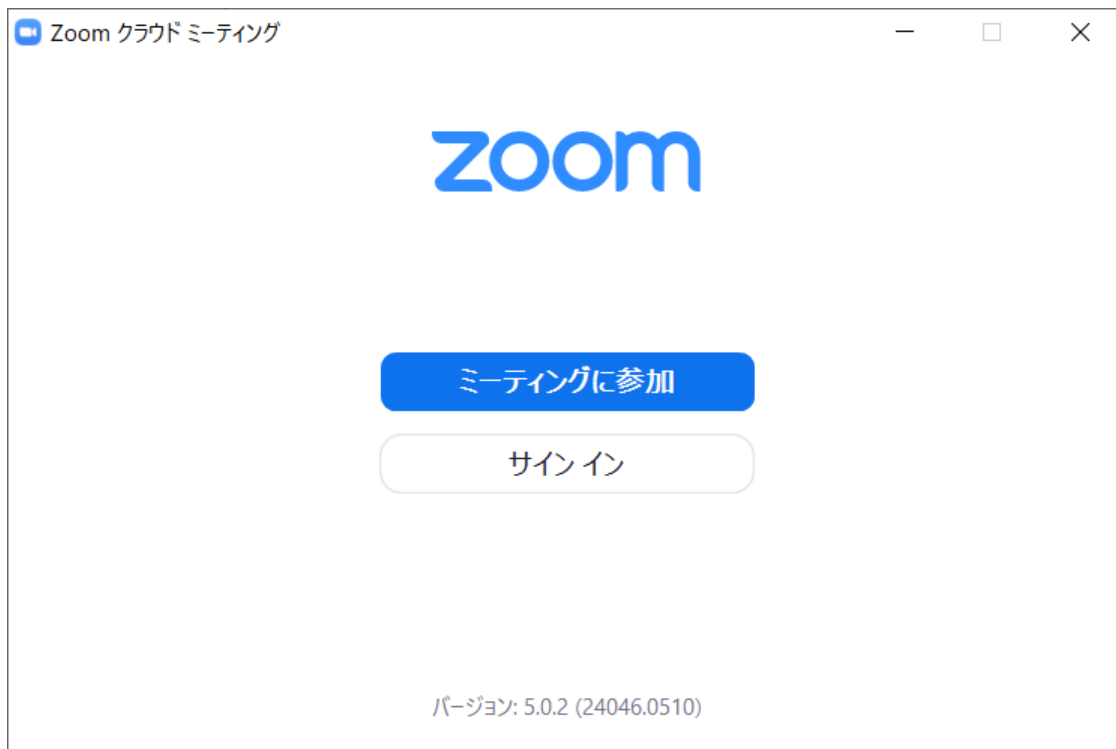 Zoom クラウド ミーティング
zoom
ミーティングに参加
サイン イン
バージョン: 5.0.2 (24046.0510)